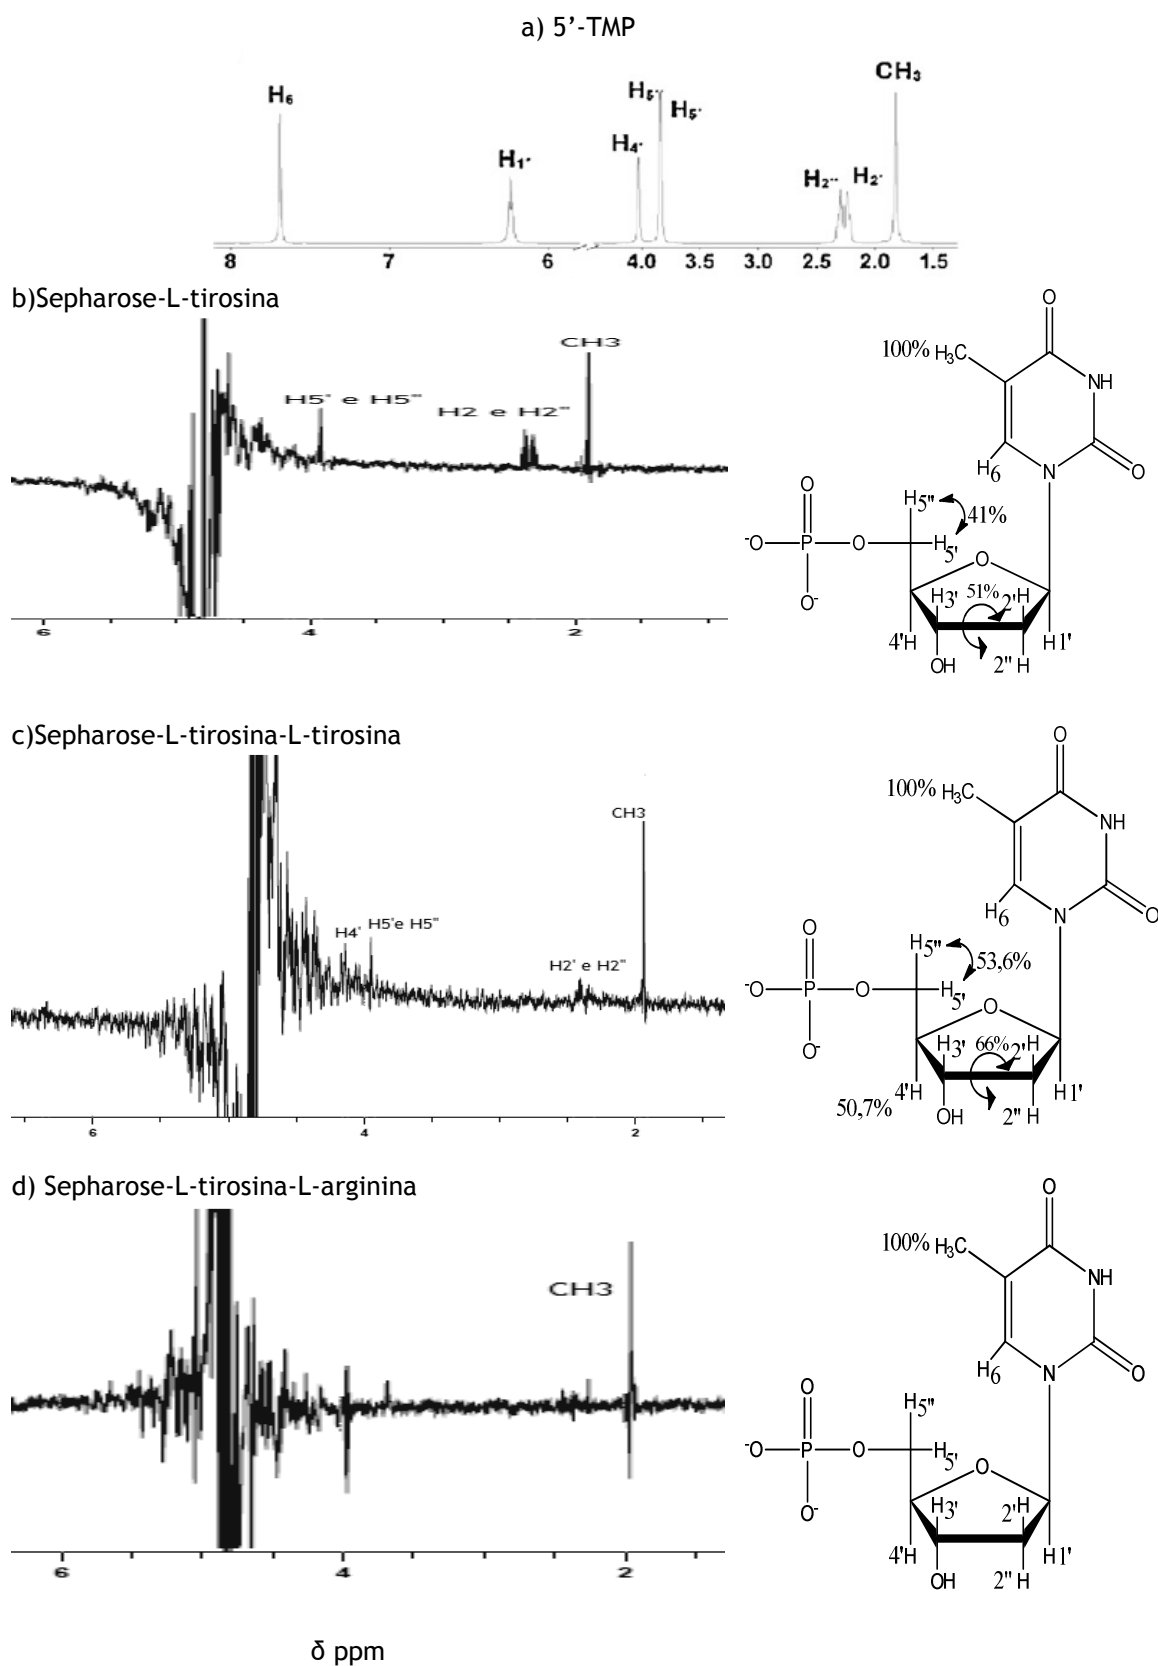 a) 5’-TMP
CH₃
H₆
H₅''
H₅'
H₄'
H₁'
H₂''
H₂'
8 7 6 4.0 3.5 3.0 2.5 2.0 1.5
b)Sepharose-L-tirosina
CH3
H5' e H5''
H2 e H2''
6 4 2
O
100% H₃C
NH
H6
N
O
O
H5''
41%
⁻O P O H5'
O
O⁻
H3' 51% 2'H
4'H
H1'
OH
2'' H
c)Sepharose-L-tirosina-L-tirosina
CH3
H5'e H5''
H4'
H2' e H2''
6 4 2
O
100% H₃C
NH
H6
N
O
O
H5''
53,6%
⁻O P O H5'
O
O⁻
H3' 66% 2'H
4'H
H1'
50,7%
OH
2'' H
d) Sepharose-L-tirosina-L-arginina
CH3
6 4 2
O
100% H₃C
NH
H6
N
O
O
H5''
⁻O P O H5'
O
O⁻
H3' 2'H
4'H
H1'
OH
2'' H
δ ppm